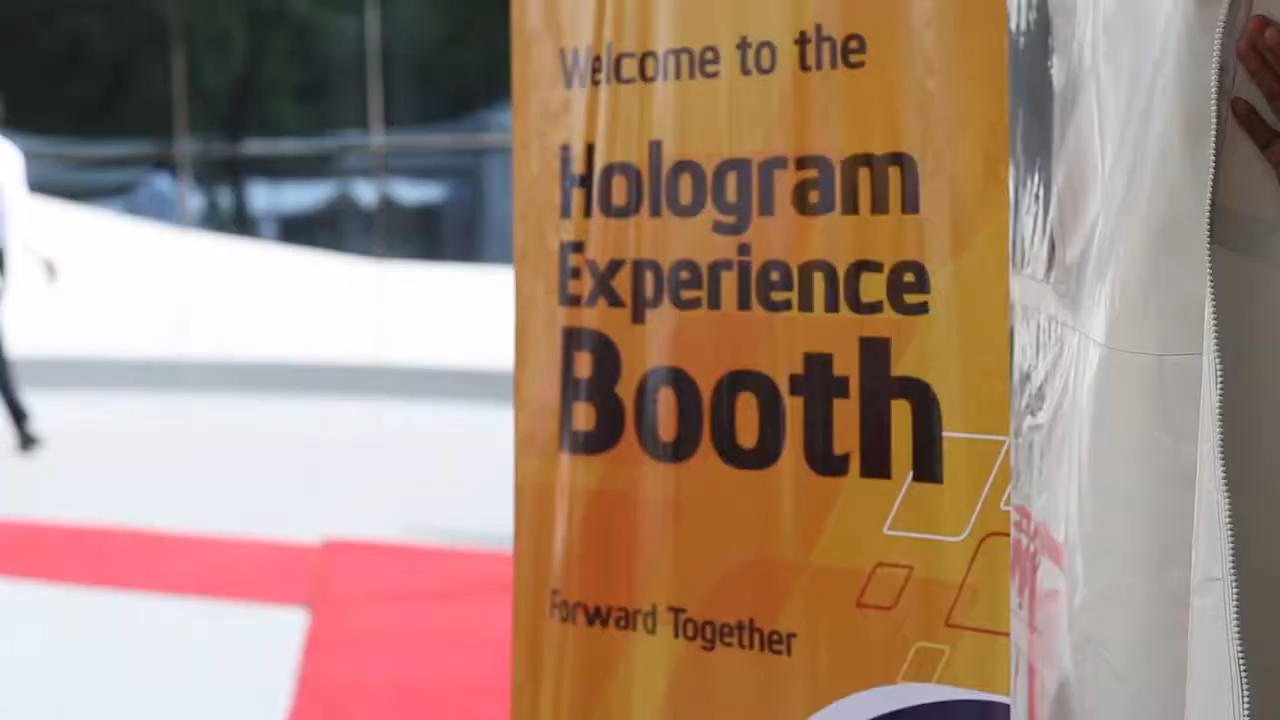 Welcome to the
Hologram
Experience
Booth
Forward Together